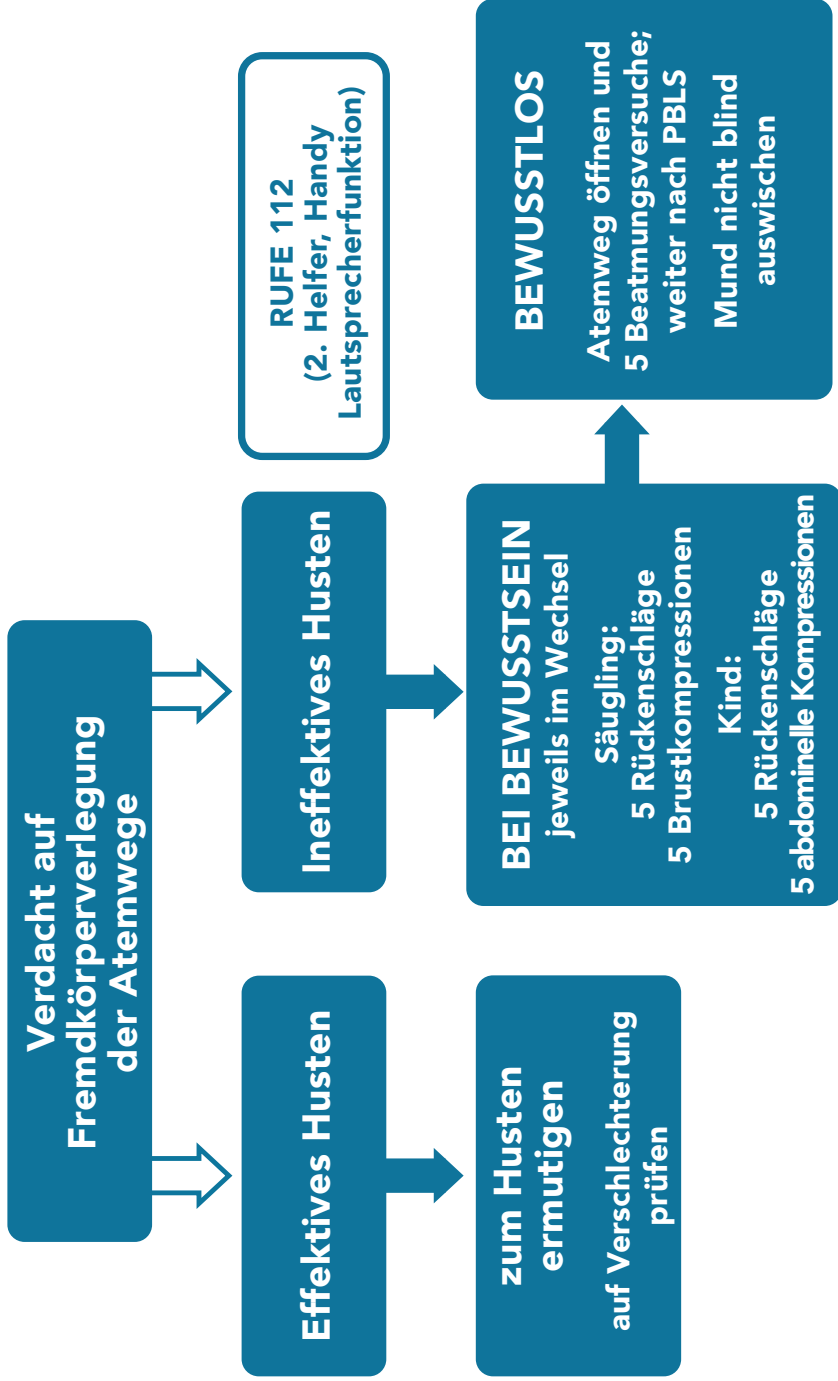 Verdacht auf
Fremdkörperverlegung
der Atemwege
Effektives Husten
Ineffektives Husten
RUFE 112
(2. Helfer, Handy
Lautsprecherfunktion)
zum Husten
ermutigen
auf Verschlechterung
prüfen
BEI BEWUSSTSEIN
jeweils im Wechsel
Säugling:
5 Rückenschläge
5 Brustkompressionen
Kind:
5 Rückenschläge
5 abdominelle Kompressionen
BEWUSSTLOS
Atemweg öffnen und
5 Beatmungsversuche;
weiter nach PBLS
Mund nicht blind
auswischen